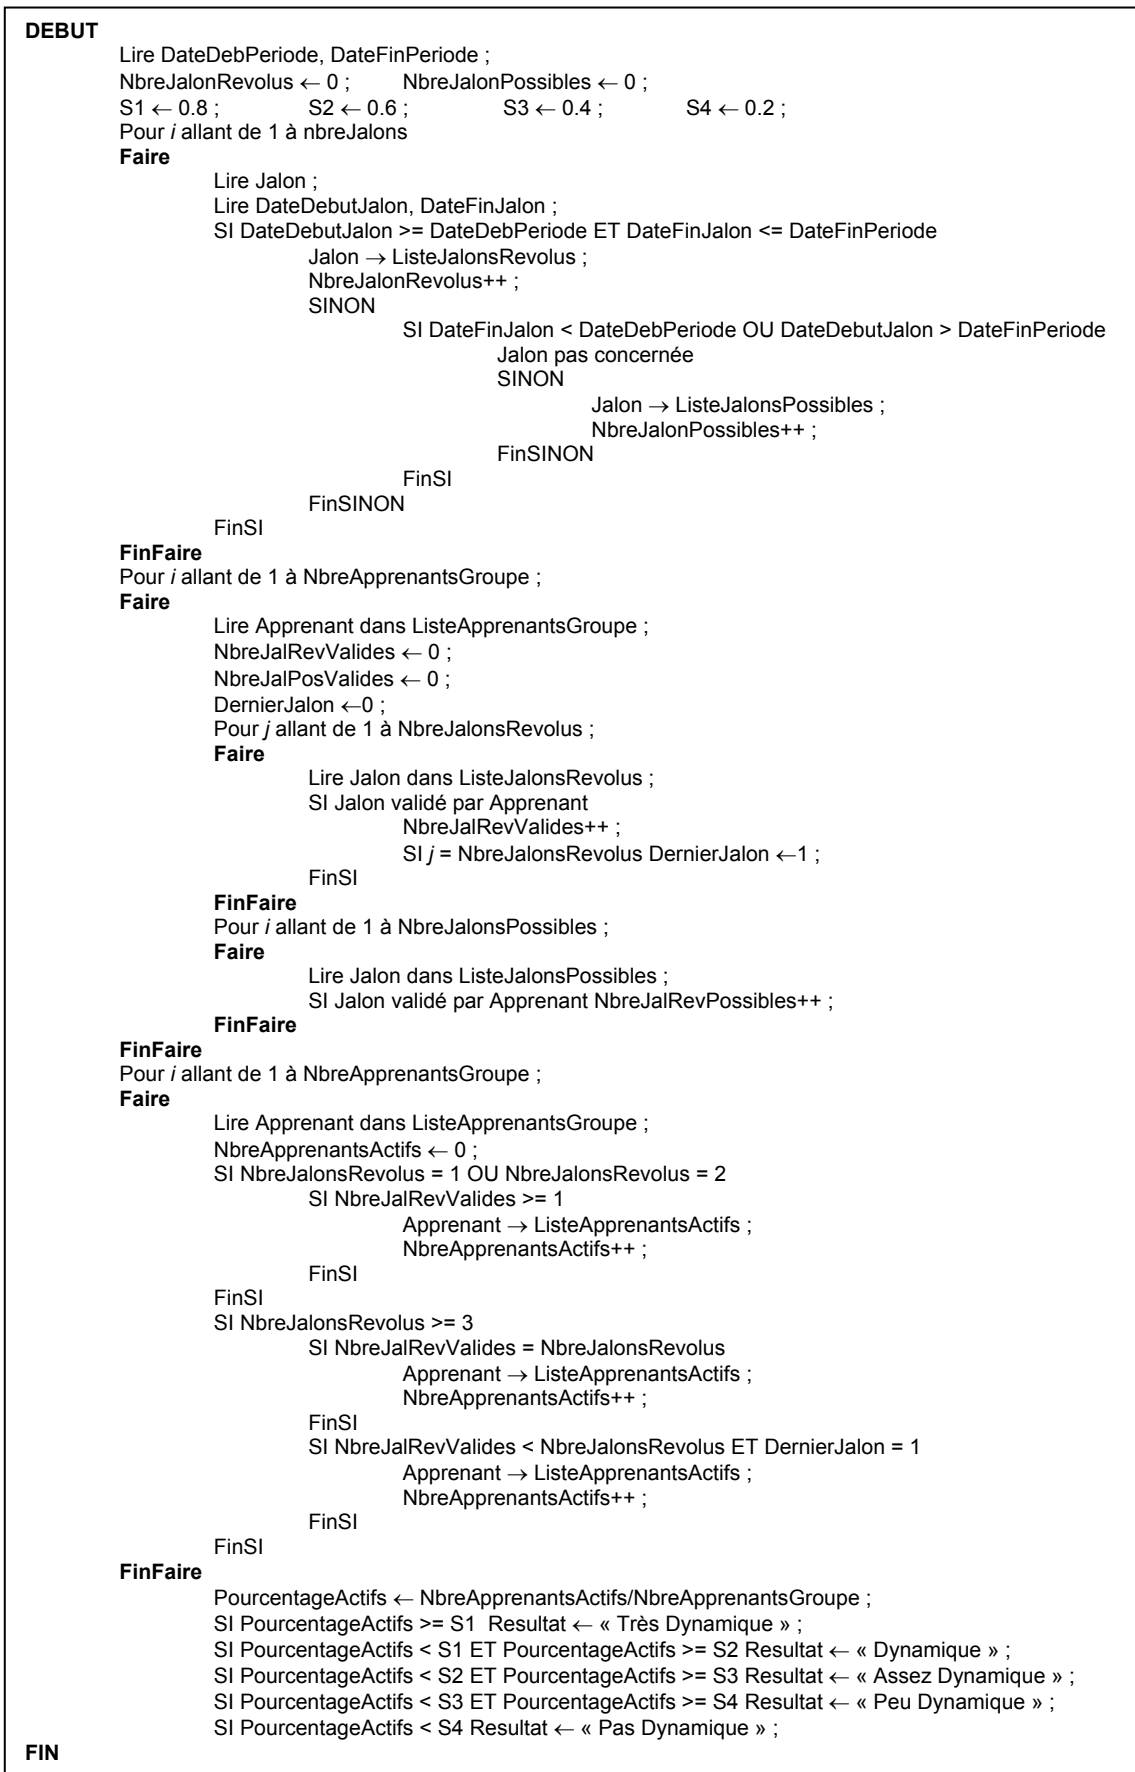 DEBUT
Lire DateDebPeriode, DateFinPeriode ;
NbreJalonRevolus ← 0 ; NbreJalonPossibles ← 0 ;
S1 ← 0.8 ; S2 ← 0.6 ; S3 ← 0.4 ; S4 ← 0.2 ;
Pour i allant de 1 à nbreJalons
Faire
Lire Jalon ;
Lire DateDebutJalon, DateFinJalon ;
SI DateDebutJalon >= DateDebPeriode ET DateFinJalon <= DateFinPeriode
Jalon → ListeJalonsRevolus ;
NbreJalonRevolus++ ;
SINON
SI DateFinJalon < DateDebPeriode OU DateDebutJalon > DateFinPeriode
Jalon pas concernée
SINON
Jalon → ListeJalonsPossibles ;
NbreJalonPossibles++ ;
FinSINON
FinSI
FinSINON
FinSI
FinFaire
Pour i allant de 1 à NbreApprenantsGroupe ;
Faire
Lire Apprenant dans ListeApprenantsGroupe ;
NbreJalRevValides ← 0 ;
NbreJalPosValides ← 0 ;
DernierJalon ←0 ;
Pour j allant de 1 à NbreJalonsRevolus ;
Faire
Lire Jalon dans ListeJalonsRevolus ;
SI Jalon validé par Apprenant
NbreJalRevValides++ ;
SI j = NbreJalonsRevolus DernierJalon ←1 ;
FinSI
FinFaire
Pour i allant de 1 à NbreJalonsPossibles ;
Faire
Lire Jalon dans ListeJalonsPossibles ;
SI Jalon validé par Apprenant NbreJalRevPossibles++ ;
FinFaire
FinFaire
Pour i allant de 1 à NbreApprenantsGroupe ;
Faire
Lire Apprenant dans ListeApprenantsGroupe ;
NbreApprenantsActifs ← 0 ;
SI NbreJalonsRevolus = 1 OU NbreJalonsRevolus = 2
SI NbreJalRevValides >= 1
Apprenant → ListeApprenantsActifs ;
NbreApprenantsActifs++ ;
FinSI
FinSI
SI NbreJalonsRevolus >= 3
SI NbreJalRevValides = NbreJalonsRevolus
Apprenant → ListeApprenantsActifs ;
NbreApprenantsActifs++ ;
FinSI
SI NbreJalRevValides < NbreJalonsRevolus ET DernierJalon = 1
Apprenant → ListeApprenantsActifs ;
NbreApprenantsActifs++ ;
FinSI
FinSI
FinFaire
PourcentageActifs ← NbreApprenantsActifs/NbreApprenantsGroupe ;
SI PourcentageActifs >= S1 Resultat ← « Très Dynamique » ;
SI PourcentageActifs < S1 ET PourcentageActifs >= S2 Resultat ← « Dynamique » ;
SI PourcentageActifs < S2 ET PourcentageActifs >= S3 Resultat ← « Assez Dynamique » ;
SI PourcentageActifs < S3 ET PourcentageActifs >= S4 Resultat ← « Peu Dynamique » ;
SI PourcentageActifs < S4 Resultat ← « Pas Dynamique » ;
FIN